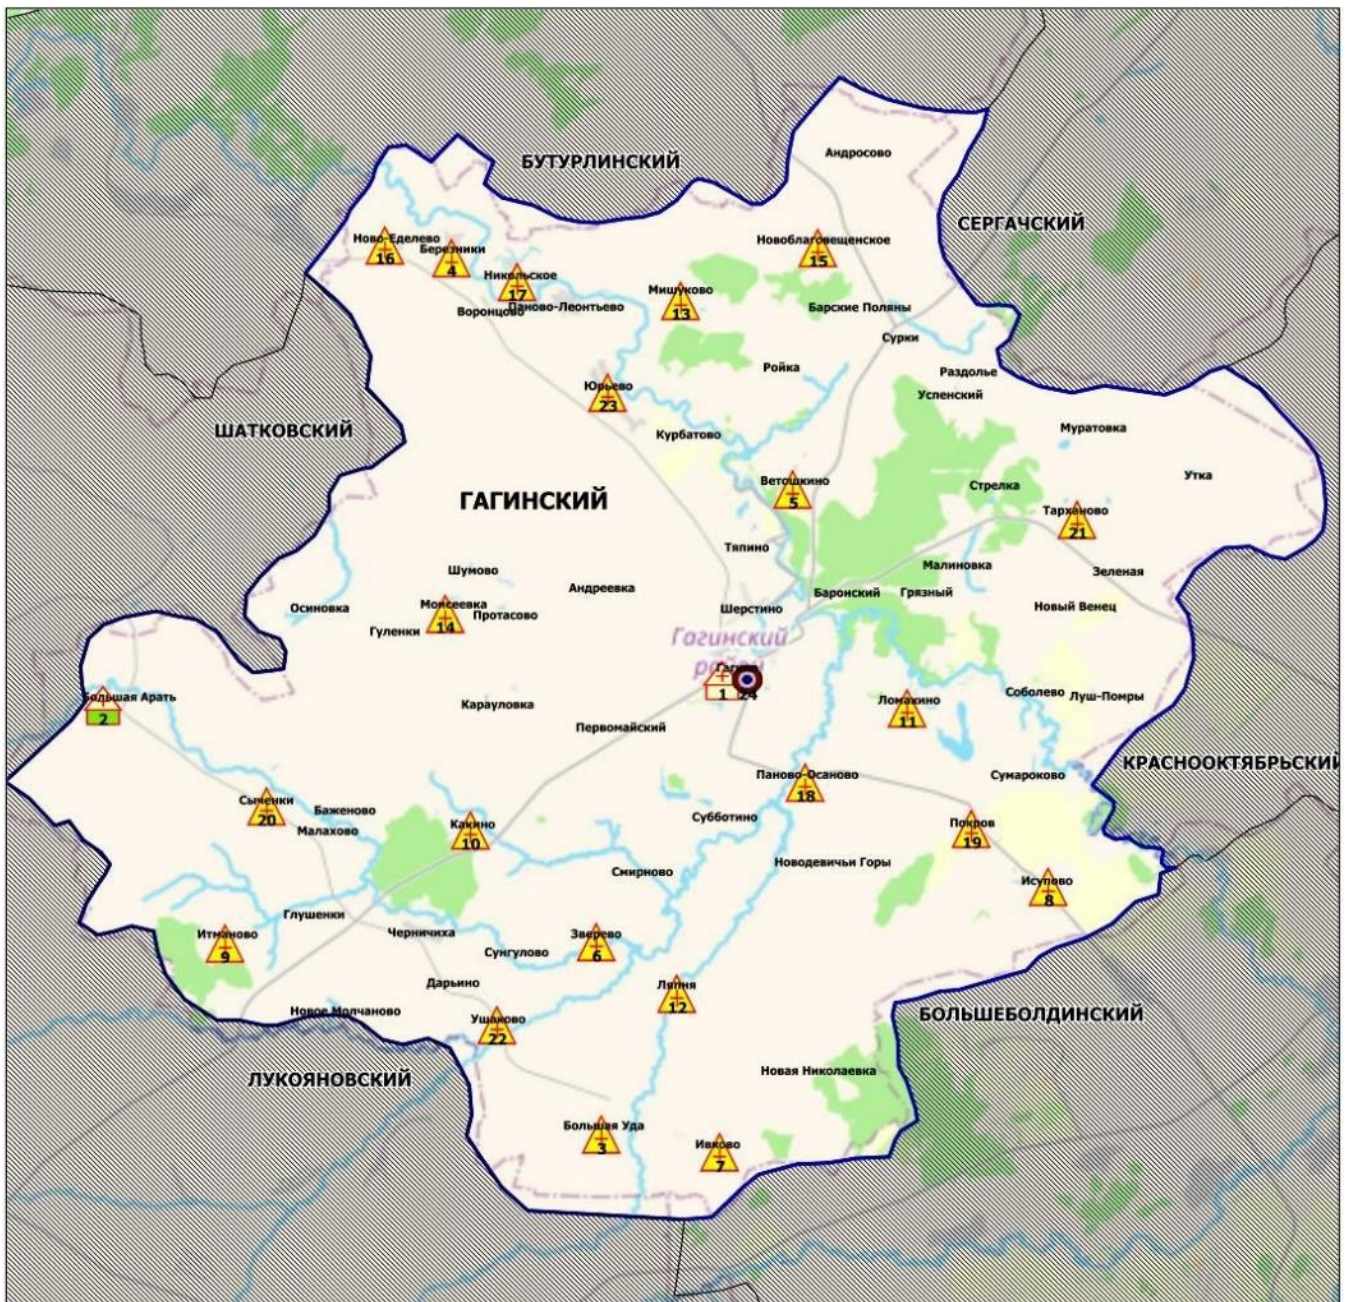 Андросово
БУТУРЛИНСКИЙ
СЕРГАЧСКИЙ
Ново-Еделево
16
Березники
4
Новоблаговещенское
15
Никольское
17
Мишуково
13
Паново-Леонтьево
Воронцово
Барские Поляны
Сурки
Ройка
Раздолье
Юрьево
23
Успенский
ШАТКОВСКИЙ
Курбатово
Муратовка
Утка
Ветошкино
5
Стрелка
ГАГИНСКИЙ
Тарханово
21
Тяпино
Малиновка
Зеленая
Шумово
Андреевка
Баронский
Грязный
Осиновка
Моисеевка
14
Протасово
Шерстино
Новый Венец
Гуленки
Гагинский
район
1
24
Большая Арать
2
Соболево
Луш-Помры
Ломакино
11
Карауловка
Первомайский
КРАСНООКТЯБРЬСКИЙ
Паново-Осаново
18
Сумароково
Сыченки
20
Баженово
Малахово
Какино
10
Субботино
Покров
19
Новодевичьи Горы
Смирново
Исупово
8
Глушенки
Итманово
9
Черничиха
Зверево
6
Сунгулово
Дарьино
Ляпня
12
Новое Молчаново
Ушаково
22
БОЛЬШЕБОЛДИНСКИЙ
ЛУКОЯНОВСКИЙ
Новая Николаевка
Большая Уда
3
Ивково
7